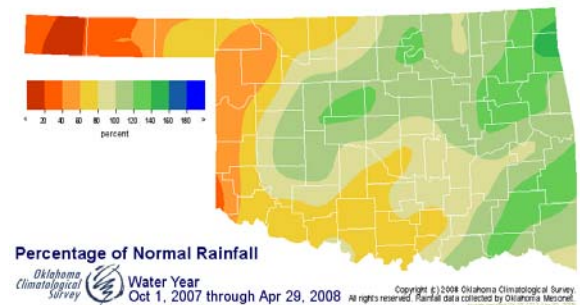 < 20 40 60 80 100 120 140 160 180 >
percent
Percentage of Normal Rainfall
Oklahoma
Climatological
Survey
Water Year
Oct 1, 2007 through Apr 29, 2008
Copyright (c) 2008 Oklahoma Climatological Survey.
All rights reserved. Rainfall data collected by Oklahoma Mesonet.